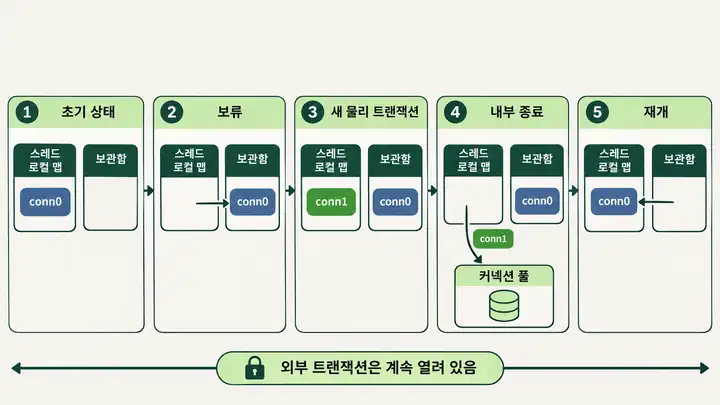 1 초기 상태
스레드
로컬 맵
보관함
conn0
2 보류
스레드
로컬 맵
보관함
conn0
3 새 물리 트랜잭션
스레드
로컬 맵
보관함
conn1
conn0
4 내부 종료
스레드
로컬 맵
보관함
conn0
conn1
커넥션 풀
5 재개
스레드
로컬 맵
보관함
conn0
외부 트랜잭션은 계속 열려 있음